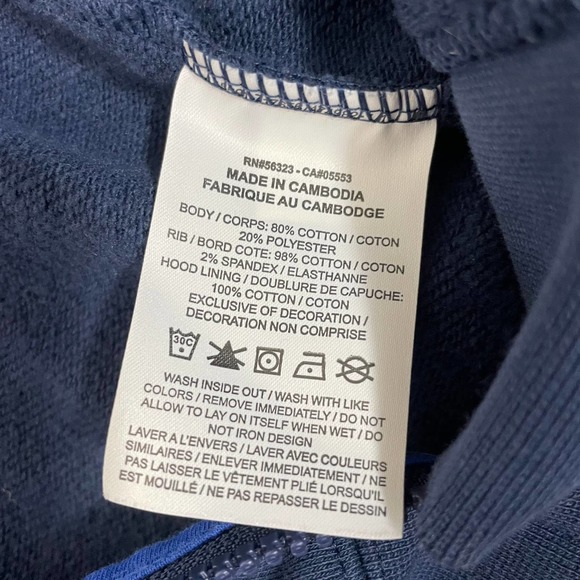 RN#56323 - CA#05553
MADE IN CAMBODIA
FABRIQUE AU CAMBODGE
BODY / CORPS: 80% COTTON / COTON
20% POLYESTER
RIB / BORD COTE: 98% COTTON / COTON
2% SPANDEX / ELASTHANNE
HOOD LINING / DOUBLURE DE CAPUCHE:
100% COTTON / COTON
EXCLUSIVE OF DECORATION /
DECORATION NON COMPRISE
30C
WASH INSIDE OUT / WASH WITH LIKE
COLORS / REMOVE IMMEDIATELY / DO NOT
ALLOW TO LAY ON ITSELF WHEN WET / DO
NOT IRON DESIGN
LAVER A L'ENVERS / LAVER AVEC COULEURS
SIMILAIRES / ENLEVER IMMEDIATEMENT / NE
PAS LAISSER LE VÊTEMENT PLIÉ LORSQU'IL
EST MOUILLÉ / NE PAS REPASSER LE DESSIN